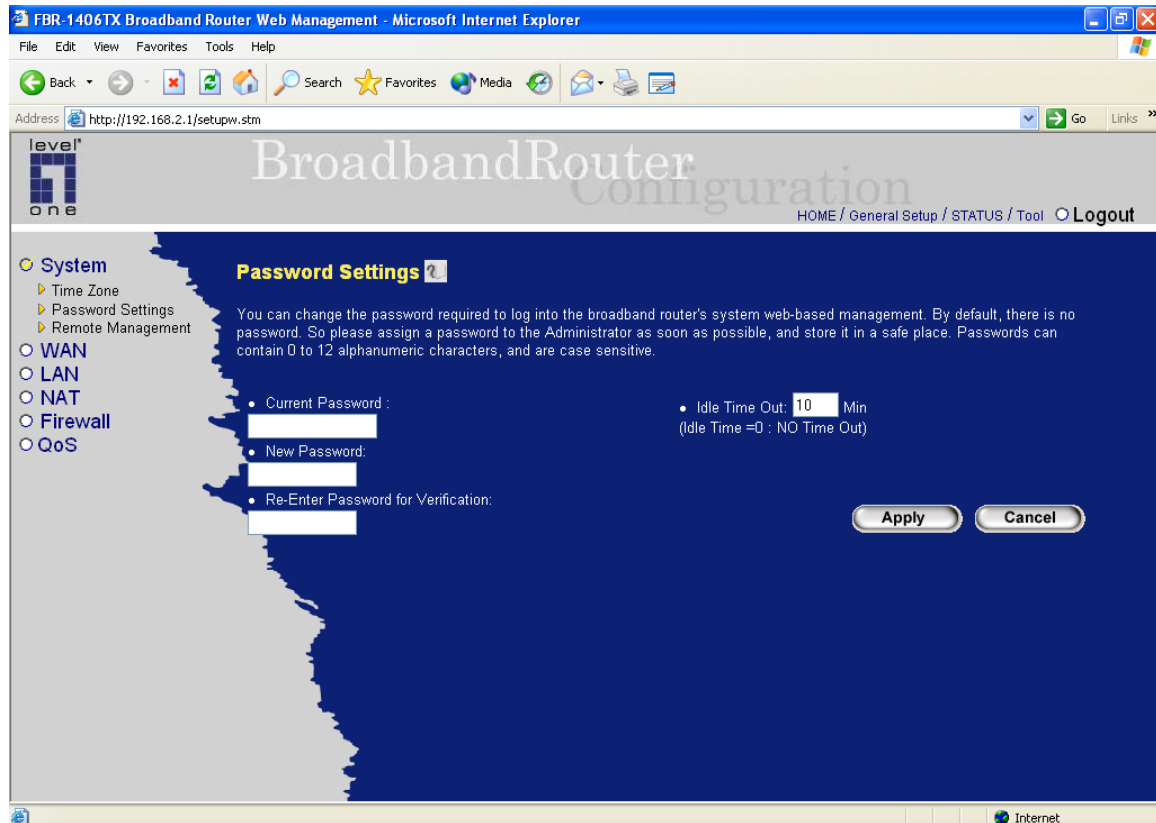 FBR-1406TX Broadband Router Web Management - Microsoft Internet Explorer
File Edit View Favorites Tools Help
Back Search Favorites Media
Address http://192.168.2.1/setupw.stm Go Links »
level®
one
BroadbandRouter
Configuration
HOME / General Setup / STATUS / Tool Logout
System
Time Zone
Password Settings
Remote Management
WAN
LAN
NAT
Firewall
QoS
Password Settings
You can change the password required to log into the broadband router's system web-based management. By default, there is no
password. So please assign a password to the Administrator as soon as possible, and store it in a safe place. Passwords can
contain 0 to 12 alphanumeric characters, and are case sensitive.
• Current Password :
• New Password:
• Re-Enter Password for Verification:
• Idle Time Out: 10 Min
(Idle Time =0 : NO Time Out)
Apply Cancel
Internet